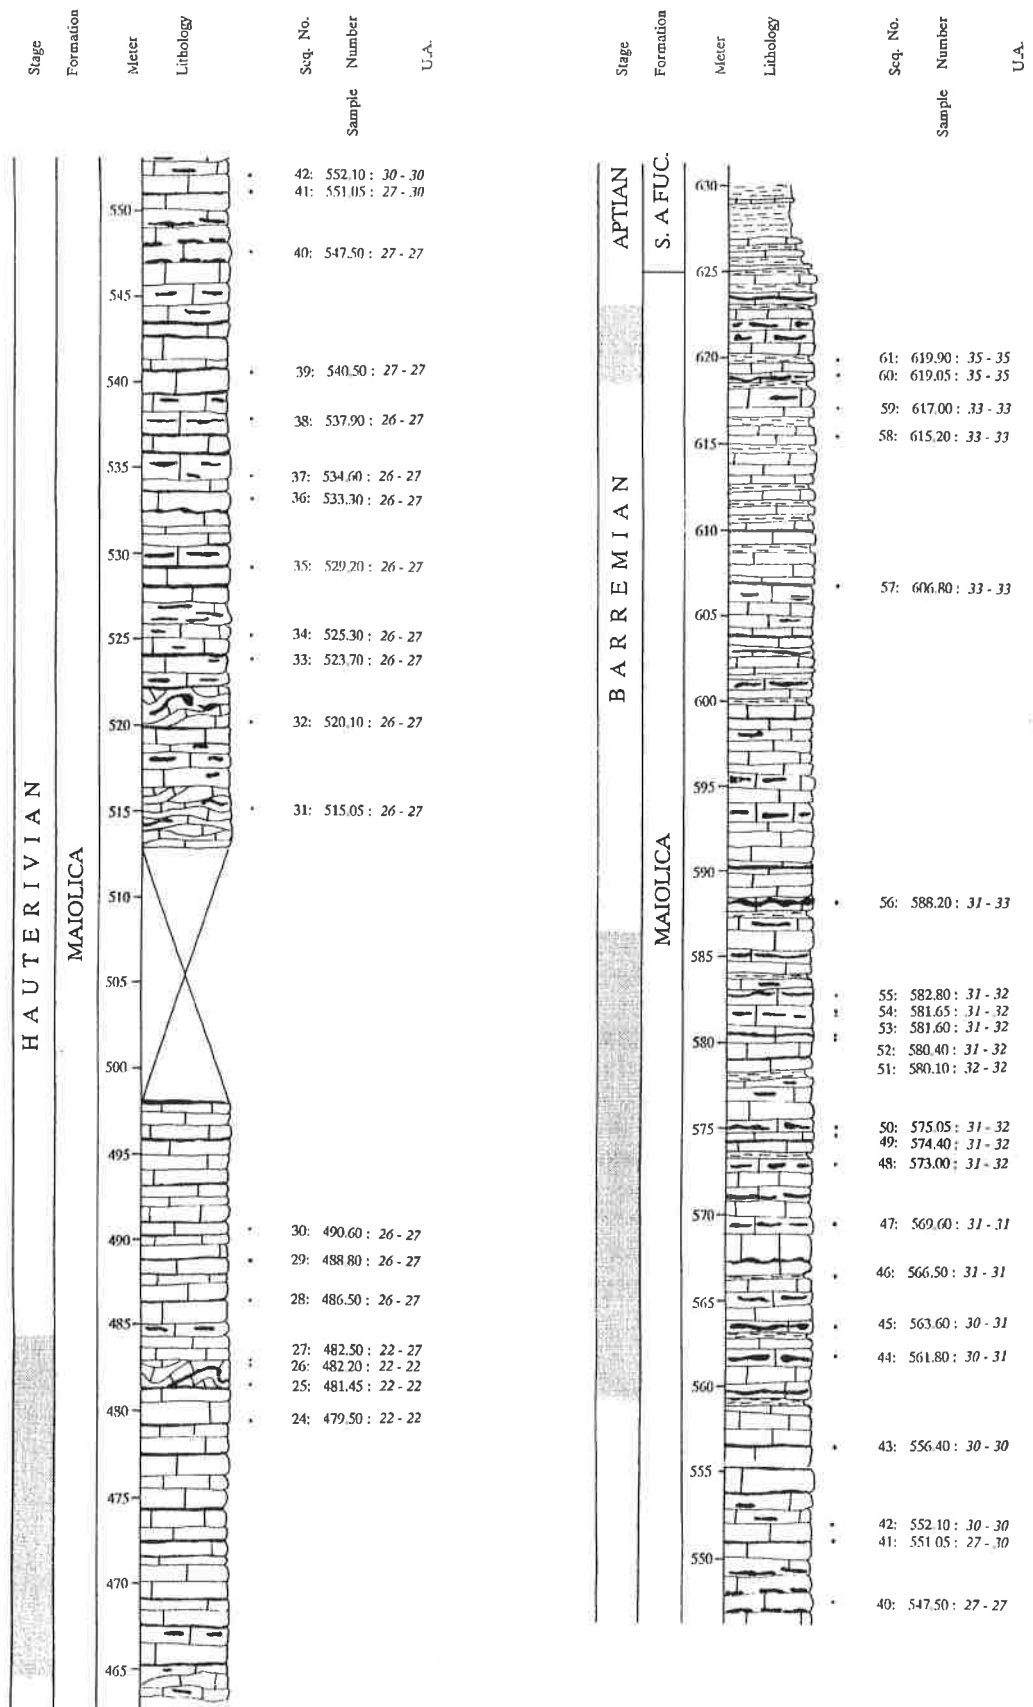 Stage
Formation
Meter
Lithology
Seq. No.
Sample Number
U.A.
HAUTERIVIAN
MAIOLICA
550
545
540
535
530
525
520
515
510
505
500
495
490
485
480
475
470
465
42: 552.10: 30 - 30
41: 551.05: 27 - 30
40: 547.50: 27 - 27
39: 540.50: 27 - 27
38: 537.90: 26 - 27
37: 534.60: 26 - 27
36: 533.30: 26 - 27
35: 529.20: 26 - 27
34: 525.30: 26 - 27
33: 523.70: 26 - 27
32: 520.10: 26 - 27
31: 515.05: 26 - 27
30: 490.60: 26 - 27
29: 488.80: 26 - 27
28: 486.50: 26 - 27
27: 482.50: 22 - 27
26: 482.20: 22 - 22
25: 481.45: 22 - 22
24: 479.50: 22 - 22
Stage
Formation
Meter
Lithology
Seq. No.
Sample Number
U.A.
APTIAN
BARREMIAN
S. A FUC.
MAIOLICA
630
625
620
615
610
605
600
595
590
585
580
575
570
565
560
555
550
61: 619.90: 35 - 35
60: 619.05: 35 - 35
59: 617.00: 33 - 33
58: 615.20: 33 - 33
57: 606.80: 33 - 33
56: 588.20: 31 - 33
55: 582.80: 31 - 32
54: 581.65: 31 - 32
53: 581.60: 31 - 32
52: 580.40: 31 - 32
51: 580.10: 32 - 32
50: 575.05: 31 - 32
49: 574.40: 31 - 32
48: 573.00: 31 - 32
47: 569.60: 31 - 31
46: 566.50: 31 - 31
45: 563.60: 30 - 31
44: 561.80: 30 - 31
43: 556.40: 30 - 30
42: 552.10: 30 - 30
41: 551.05: 27 - 30
40: 547.50: 27 - 27